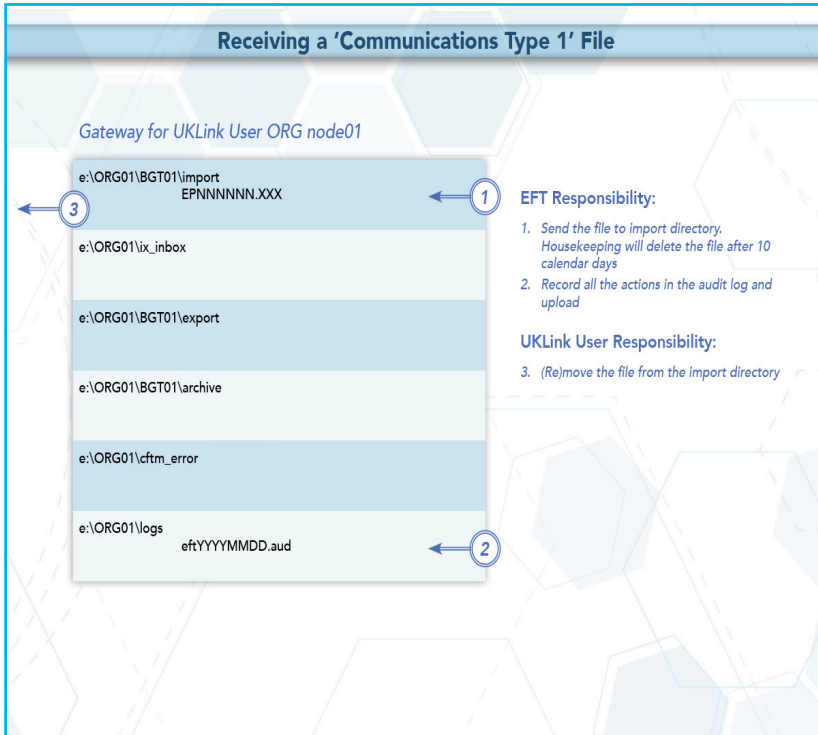 Receiving a ‘Communications Type 1’ File
Gateway for UKLink User ORG node01
e:\ORG01\BGT01\import
EPNNNNNN.XXX
1
3
e:\ORG01\ix_inbox
e:\ORG01\BGT01\export
e:\ORG01\BGT01\archive
e:\ORG01\cftm_error
e:\ORG01\logs
eftYYYYMMDD.aud
2
EFT Responsibility:
1. Send the file to import directory.
Housekeeping will delete the file after 10
calendar days
2. Record all the actions in the audit log and
upload
UKLink User Responsibility:
3. (Re)move the file from the import directory